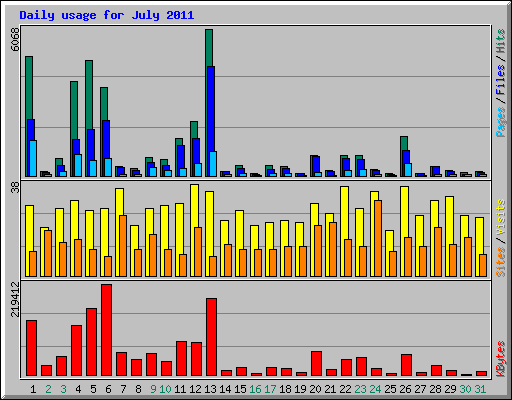 Daily usage for July 2011
6068
Pages / Files / Hits
38
Sites / Visits
219412
KBytes
1 2 3 4 5 6 7 8 9 10 11 12 13 14 15 16 17 18 19 20 21 22 23 24 25 26 27 28 29 30 31